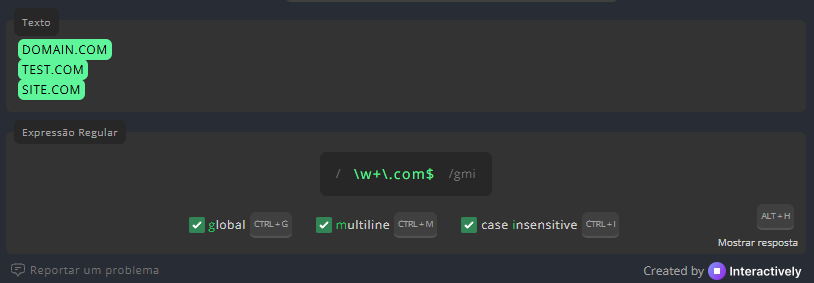 Texto
DOMAIN.COM
TEST.COM
SITE.COM
Expressão Regular
/ \w+\.com$ /gmi
global CTRL+G multiline CTRL+M case insensitive CTRL+I
ALT+H
Mostrar resposta
Reportar um problema
Created by Interactively